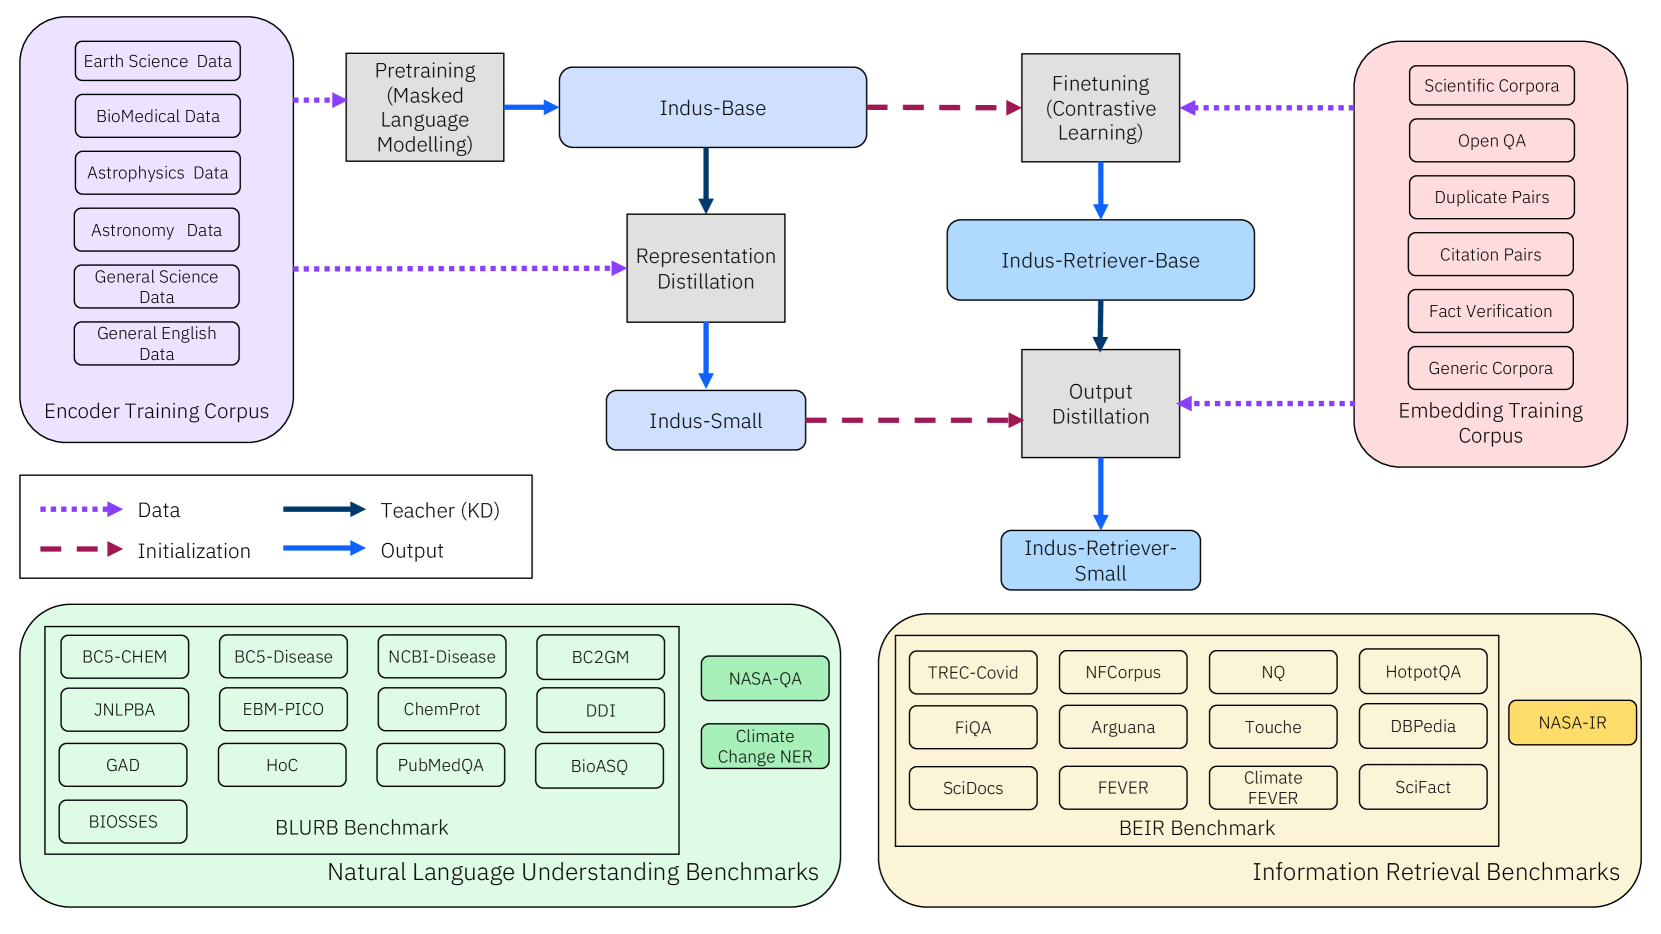 Earth Science Data
BioMedical Data
Astrophysics Data
Astronomy Data
General Science
Data
General English
Data
Encoder Training Corpus
Pretraining
(Masked
Language
Modelling)
Indus-Base
Representation
Distillation
Indus-Small
Finetuning
(Contrastive
Learning)
Indus-Retriever-Base
Output
Distillation
Indus-Retriever-
Small
Scientific Corpora
Open QA
Duplicate Pairs
Citation Pairs
Fact Verification
Generic Corpora
Embedding Training
Corpus
Data
Teacher (KD)
Initialization
Output
BC5-CHEM
BC5-Disease
NCBI-Disease
BC2GM
JNLPBA
EBM-PICO
ChemProt
DDI
GAD
HoC
PubMedQA
BioASQ
BIOSSES
BLURB Benchmark
NASA-QA
Climate
Change NER
Natural Language Understanding Benchmarks
TREC-Covid
NFCorpus
NQ
HotpotQA
FiQA
Arguana
Touche
DBPedia
SciDocs
FEVER
Climate
FEVER
SciFact
BEIR Benchmark
NASA-IR
Information Retrieval Benchmarks